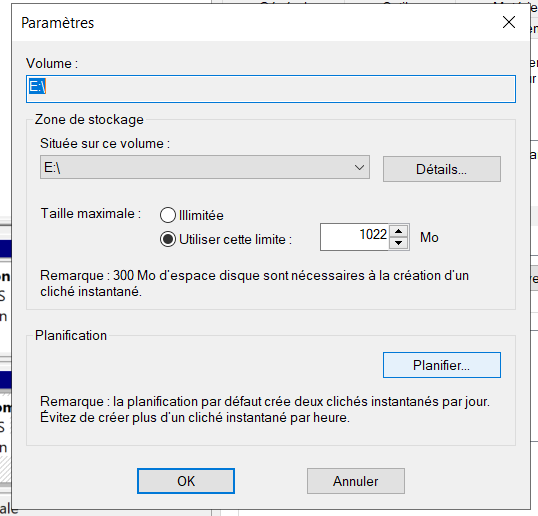 Paramètres
Volume :
E:\
Zone de stockage
Située sur ce volume :
E:\
Détails...
Taille maximale :
Illimitée
Utiliser cette limite :
1022
Mo
Remarque : 300 Mo d'espace disque sont nécessaires à la création d'un
cliché instantané.
Planification
Planifier...
Remarque : la planification par défaut crée deux clichés instantanés par jour.
Évitez de créer plus d'un cliché instantané par heure.
OK
Annuler